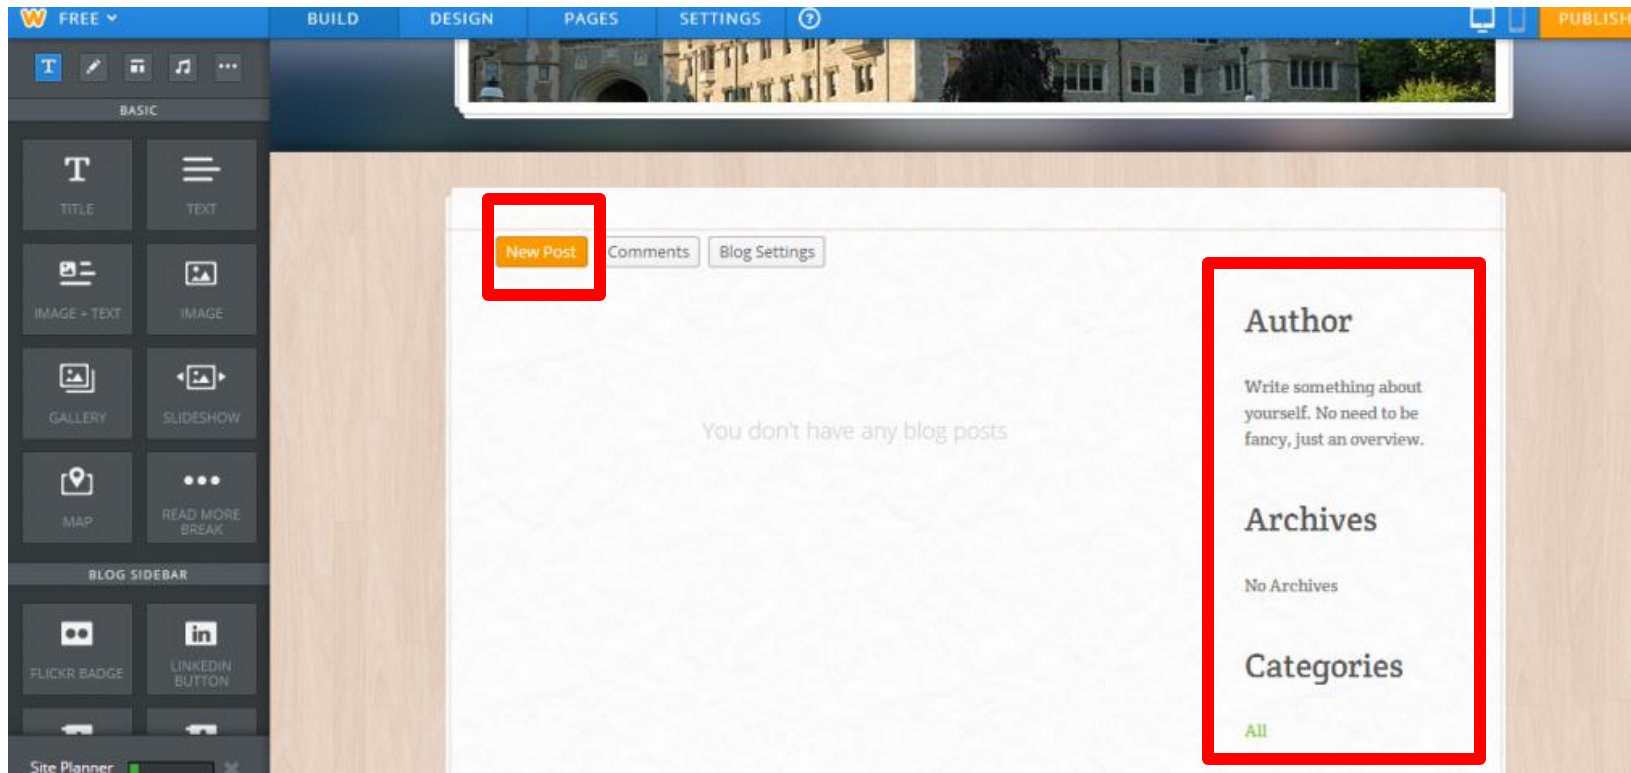 FREE
BUILD
DESIGN
PAGES
SETTINGS
?
PUBLISH
T
BASIC
T
TITLE
TEXT
IMAGE + TEXT
IMAGE
GALLERY
SLIDESHOW
MAP
READ MORE
BREAK
BLOG SIDEBAR
FLICKR BADGE
in
LINKEDIN
BUTTON
Site Planner
New Post
Comments
Blog Settings
You don't have any blog posts
Author
Write something about
yourself. No need to be
fancy, just an overview.
Archives
No Archives
Categories
All